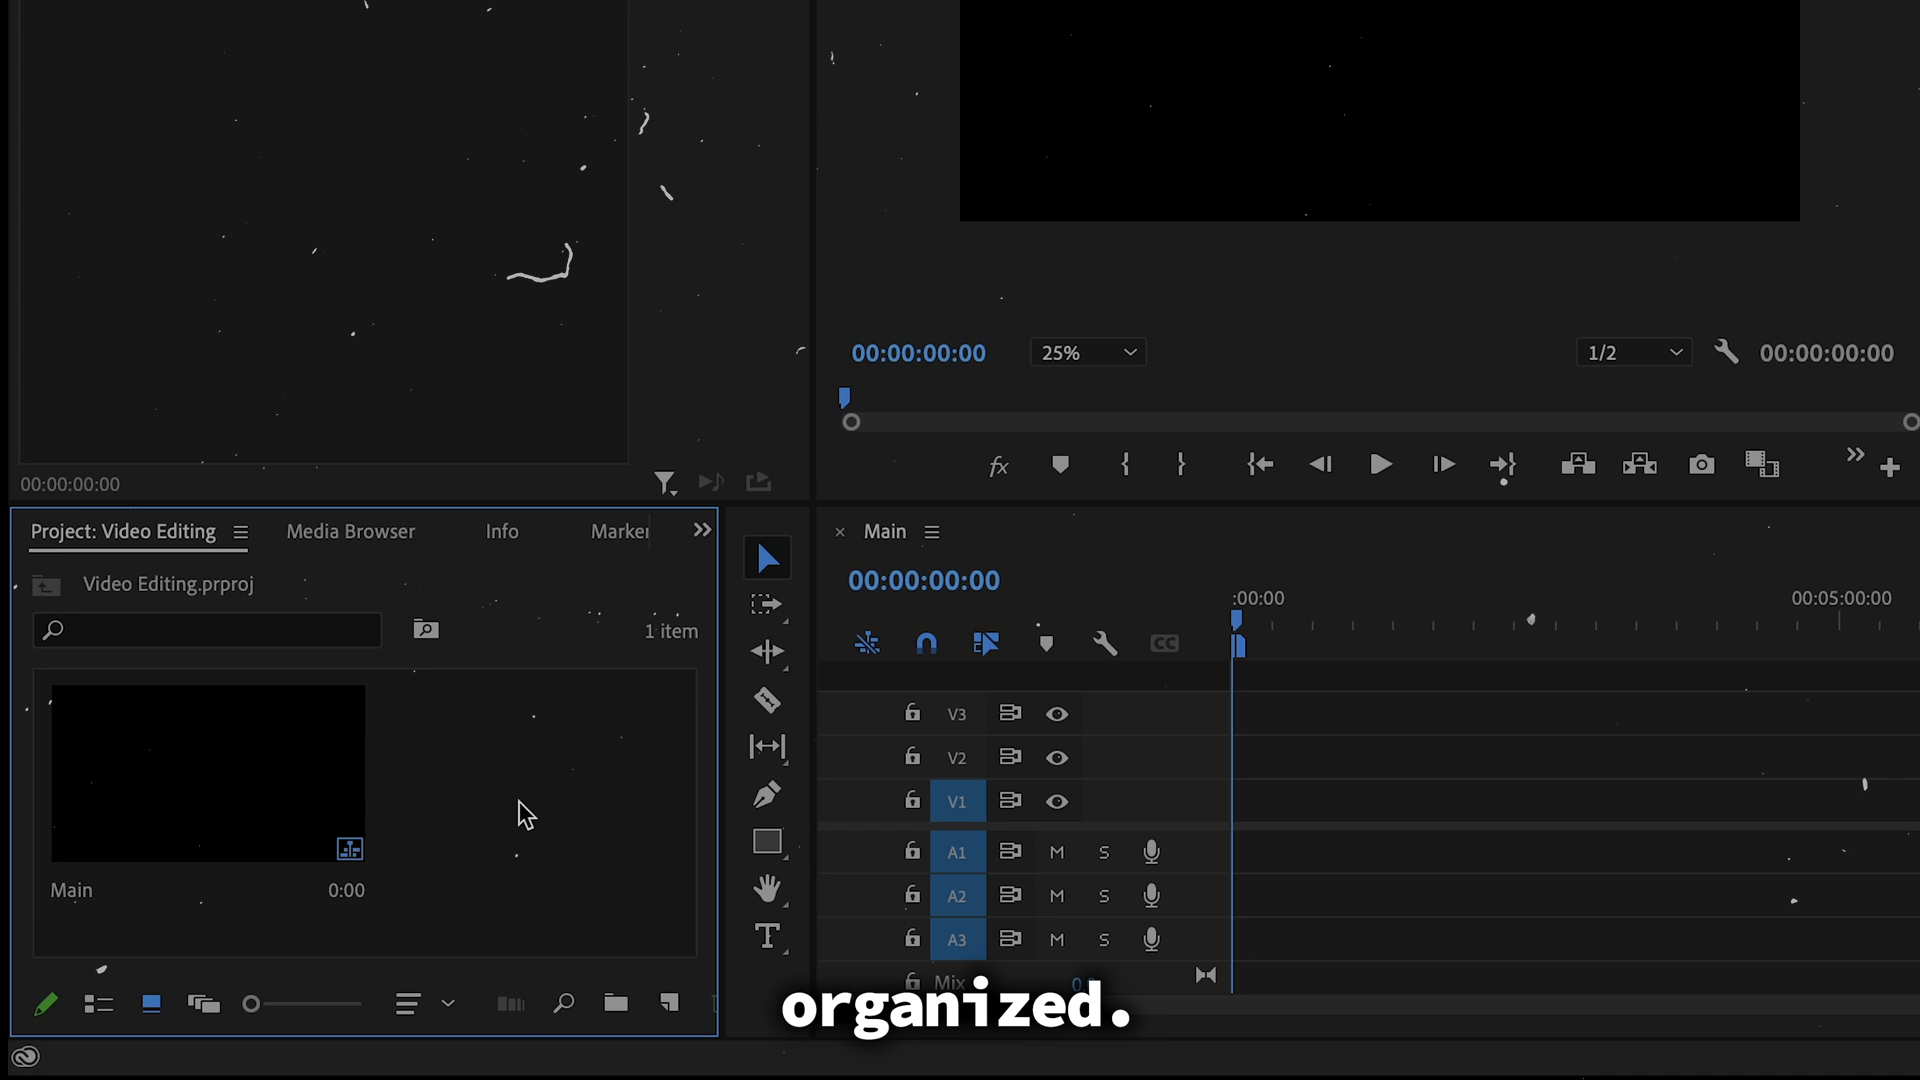 00:00:00:00
25%
1/2
00:00:00:00
fx
00:00:00:00
Project: Video Editing
Media Browser
Info
Marker
Video Editing.prproj
1 item
Main
0:00
T
Main
00:00:00:00
:00:00
00:05:00:00
CC
V3
V2
V1
A1 M S
A2 M S
A3 M S
Mix
organized.